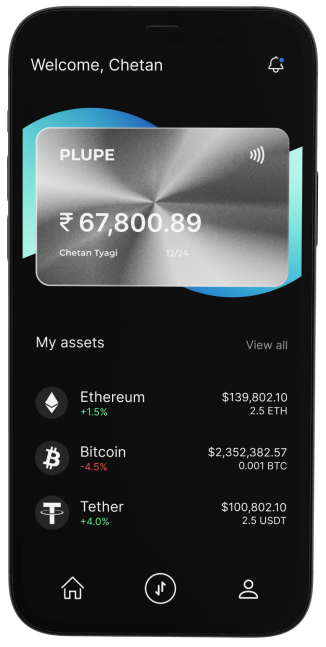 Welcome, Chetan
PLUPE
₹ 67,800.89
Chetan Tyagi 12/24
My assets View all
Ethereum $139,802.10
+1.5% 2.5 ETH
Bitcoin $2,352,382.57
-4.5% 0.001 BTC
Tether $100,802.10
+4.0% 2.5 USDT